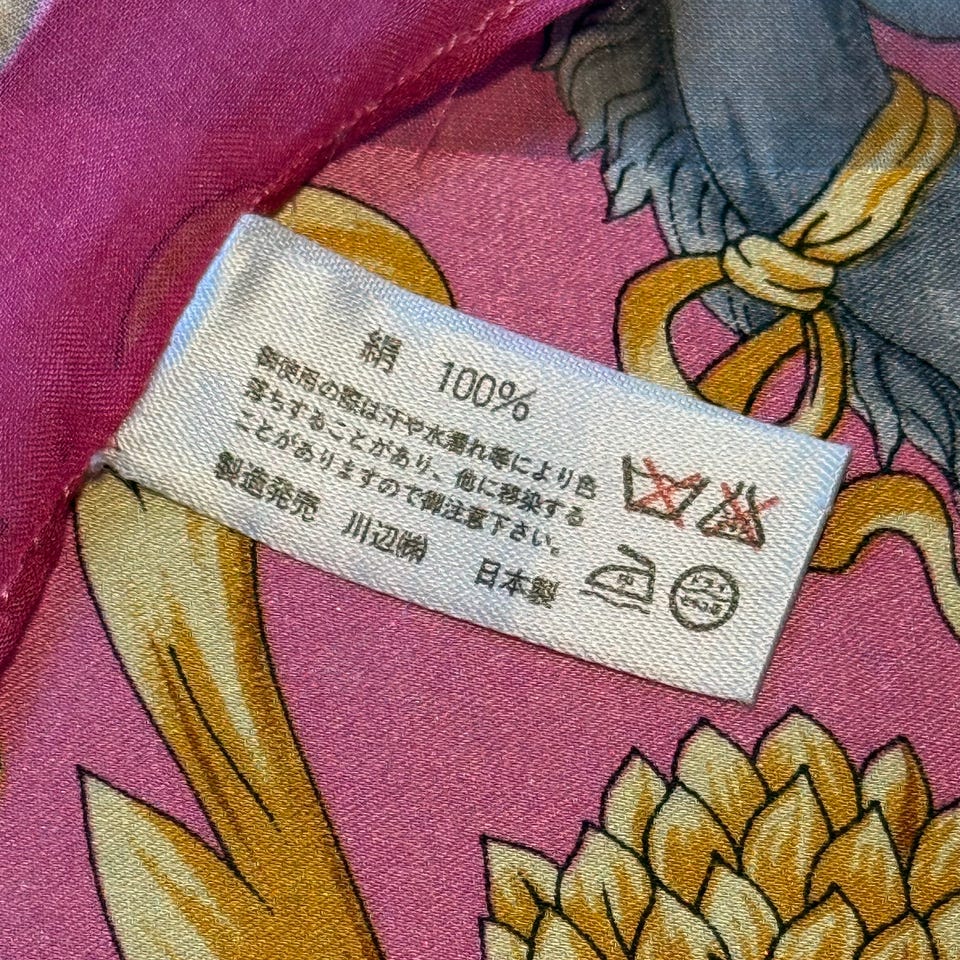 絹 100%
御使用の際は汗や水濡れ等により色
落ちすることがあり、他に移染する
ことがありますので御注意下さい。
製造発売 川辺㈱ 日本製